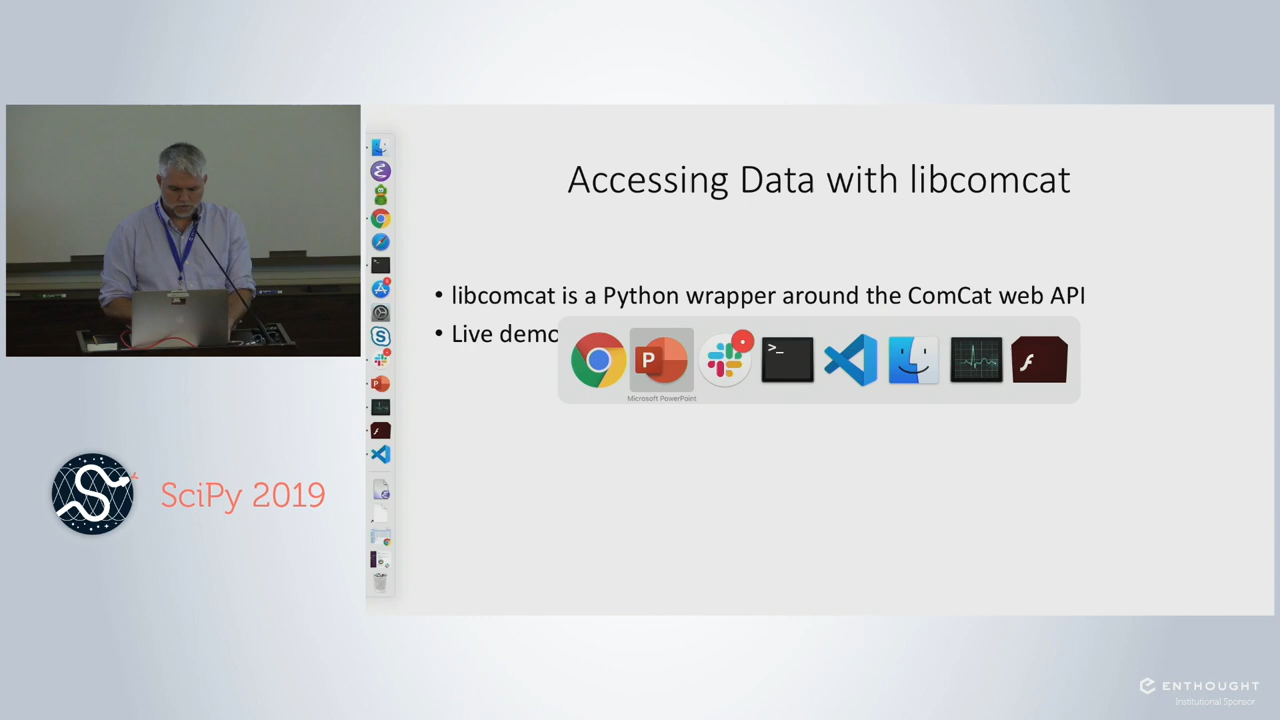 Accessing Data with libcomcat
• libcomcat is a Python wrapper around the ComCat web API
• Live demo
>_
P
Microsoft PowerPoint
SciPy 2019
ENTHOUGHT
Institutional Sponsor